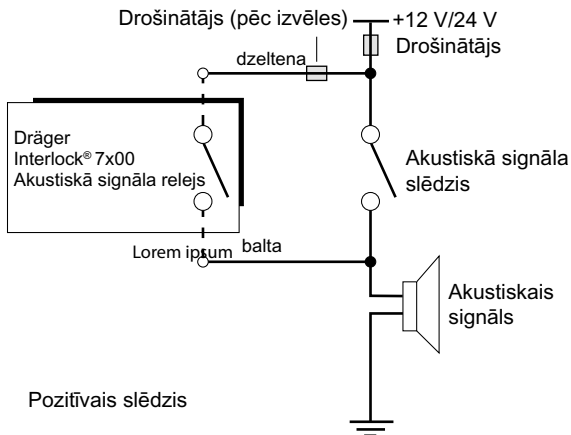 Drošinātājs (pēc izvēles)
+12 V/24 V
Drošinātājs
dzeltena
Dräger
Interlock® 7x00
Akustiskā signāla relejs
Akustiskā signāla
slēdzis
Lorem ipsum
balta
Akustiskais
signāls
Pozitīvais slēdzis